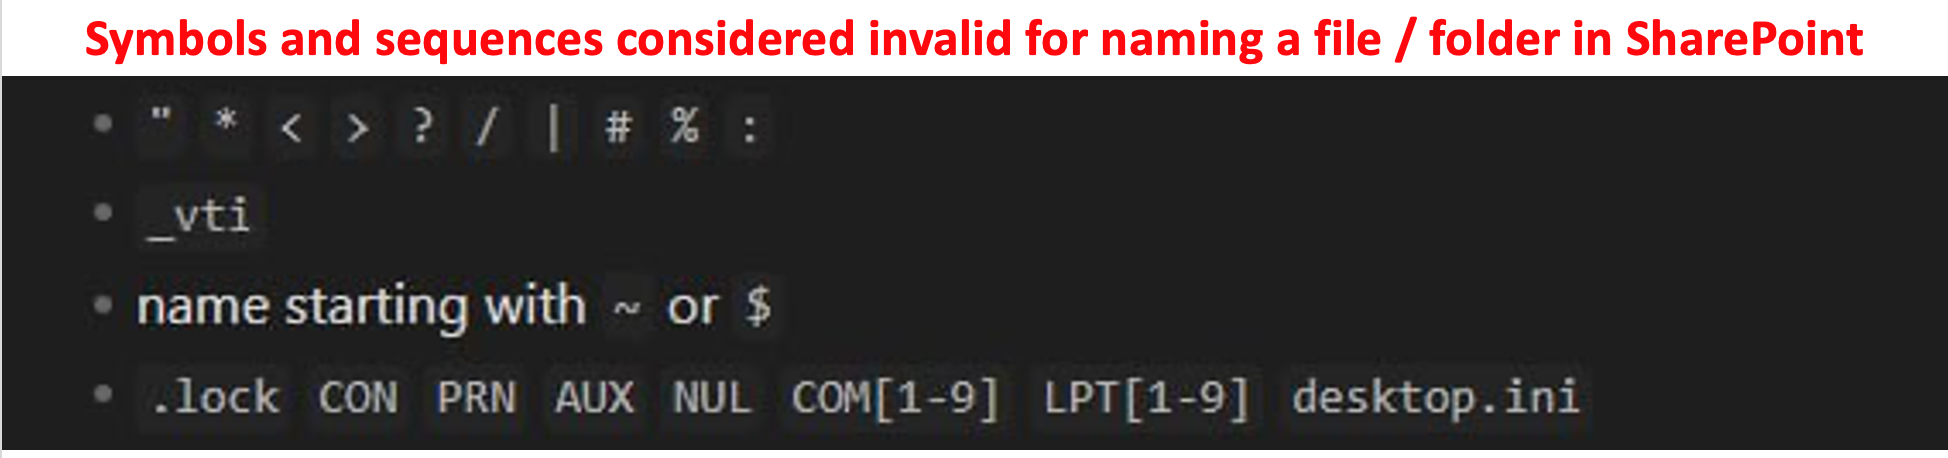 Symbols and sequences considered invalid for naming a file / folder in SharePoint
• " * < > ? / | # % :
• _vti
• name starting with ~ or $
• .lock CON PRN AUX NUL COM[1-9] LPT[1-9] desktop.ini